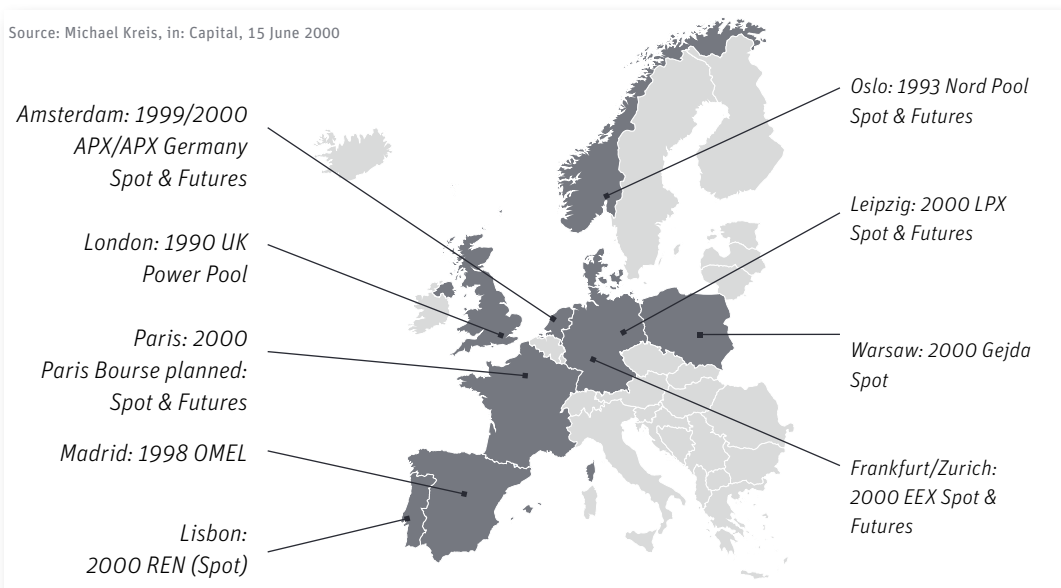 Source: Michael Kreis, in: Capital, 15 June 2000
Amsterdam: 1999/2000
APX/APX Germany
Spot & Futures
London: 1990 UK
Power Pool
Paris: 2000
Paris Bourse planned:
Spot & Futures
Madrid: 1998 OMEL
Lisbon:
2000 REN (Spot)
Oslo: 1993 Nord Pool
Spot & Futures
Leipzig: 2000 LPX
Spot & Futures
Warsaw: 2000 Gejda
Spot
Frankfurt/Zurich:
2000 EEX Spot &
Futures